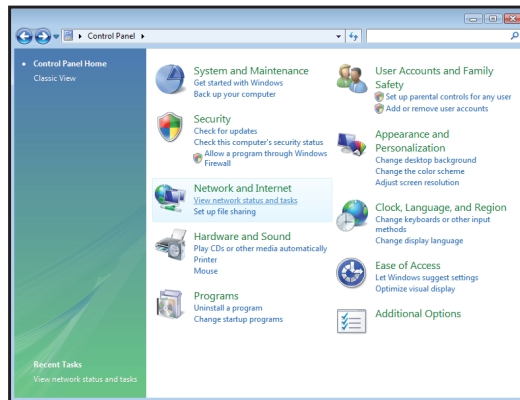 Control Panel
Control Panel Home
Classic View
System and Maintenance
Get started with Windows
Back up your computer
Security
Check for updates
Check this computer's security status
Allow a program through Windows
Firewall
Network and Internet
View network status and tasks
Set up file sharing
Hardware and Sound
Play CDs or other media automatically
Printer
Mouse
Programs
Uninstall a program
Change startup programs
User Accounts and Family
Safety
Set up parental controls for any user
Add or remove user accounts
Appearance and
Personalization
Change desktop background
Change the color scheme
Adjust screen resolution
Clock, Language, and Region
Change keyboards or other input
methods
Change display language
Ease of Access
Let Windows suggest settings
Optimize visual display
Additional Options
Recent Tasks
View network status and tasks